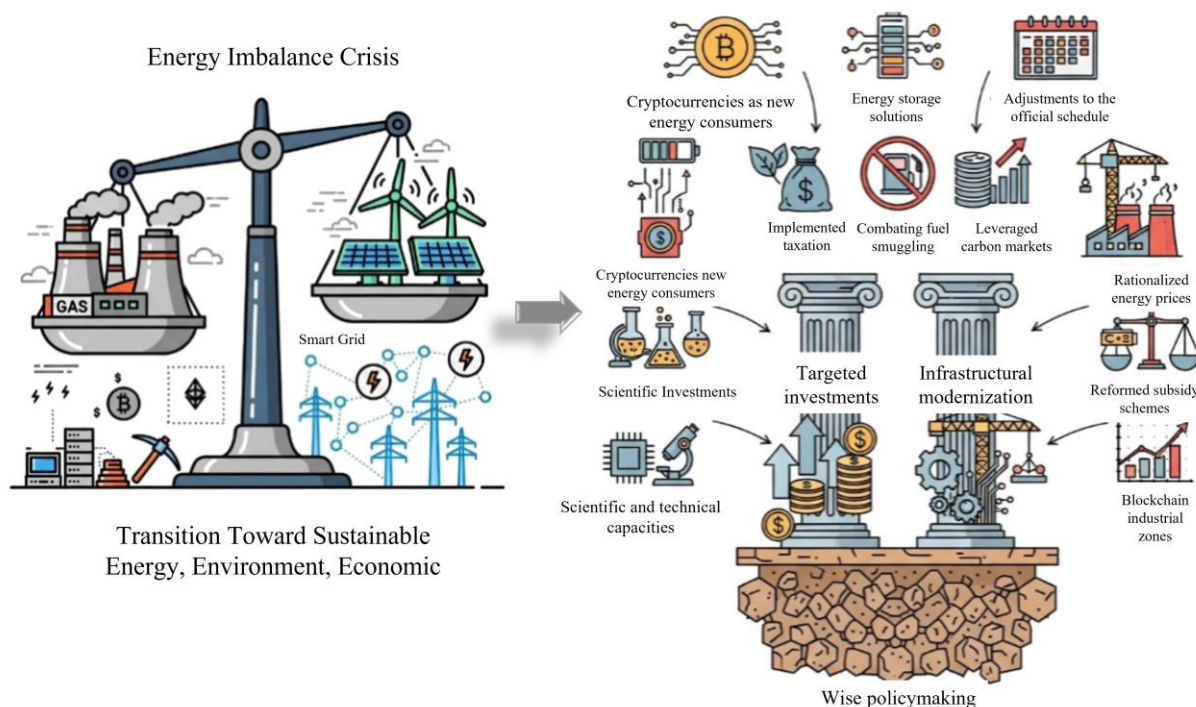 Energy Imbalance Crisis
GAS
Smart Grid
$
$
₿
Transition Toward Sustainable
Energy, Environment, Economic
₿
Cryptocurrencies as new
energy consumers
Energy storage
solutions
Adjustments to the
official schedule
$
Implemented
taxation
Combating fuel
smuggling
Leveraged
carbon markets
$
Cryptocurrencies new
energy consumers
Rationalized
energy prices
Scientific Investments
Targeted
investments
Infrastructural
modernization
Reformed subsidy
schemes
Scientific and technical
capacities
$
$
$
Blockchain
industrial
zones
Wise policymaking